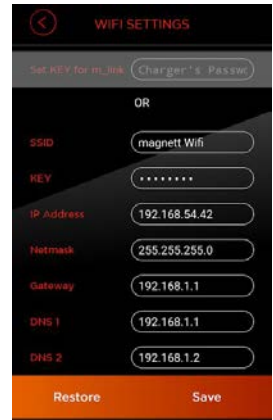 WIFI SETTINGS
Set KEY for m_link Charger's Passwo
OR
SSID magnett Wifi
KEY ········
IP Address 192.168.54.42
Netmask 255.255.255.0
Gateway 192.168.1.1
DNS 1 192.168.1.1
DNS 2 192.168.1.2
Restore Save